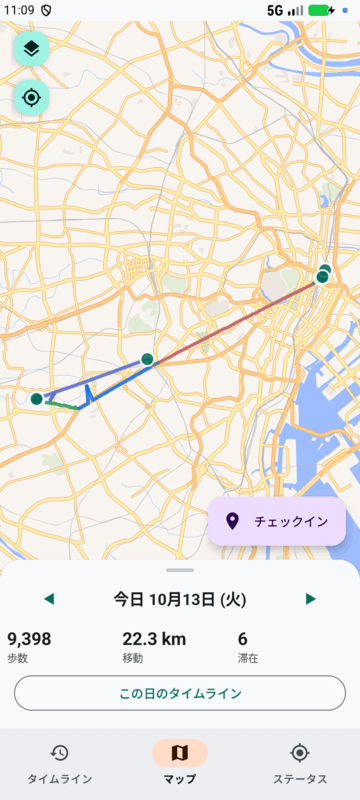 11:09 5G
チェックイン
今日 10月13日 (火)
9,398 22.3 km 6
歩数 移動 滞在
この日のタイムライン
タイムライン マップ ステータス